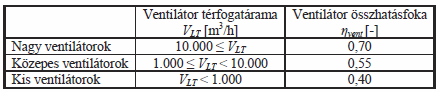 Ventilátor térfogatárama
V_LT [m³/h]
Ventilátor összhatásfoka
η_vent [-]
Nagy ventilátorok 10.000 ≤ V_LT 0,70
Közepes ventilátorok 1.000 ≤ V_LT < 10.000 0,55
Kis ventilátorok V_LT < 1.000 0,40